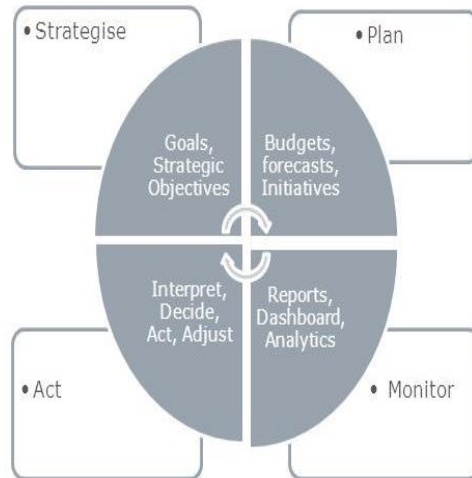 • Strategise
• Plan
Goals,
Strategic
Objectives
Budgets,
forecasts,
Initiatives
Interpret,
Decide,
Act, Adjust
Reports,
Dashboard,
Analytics
• Act
• Monitor